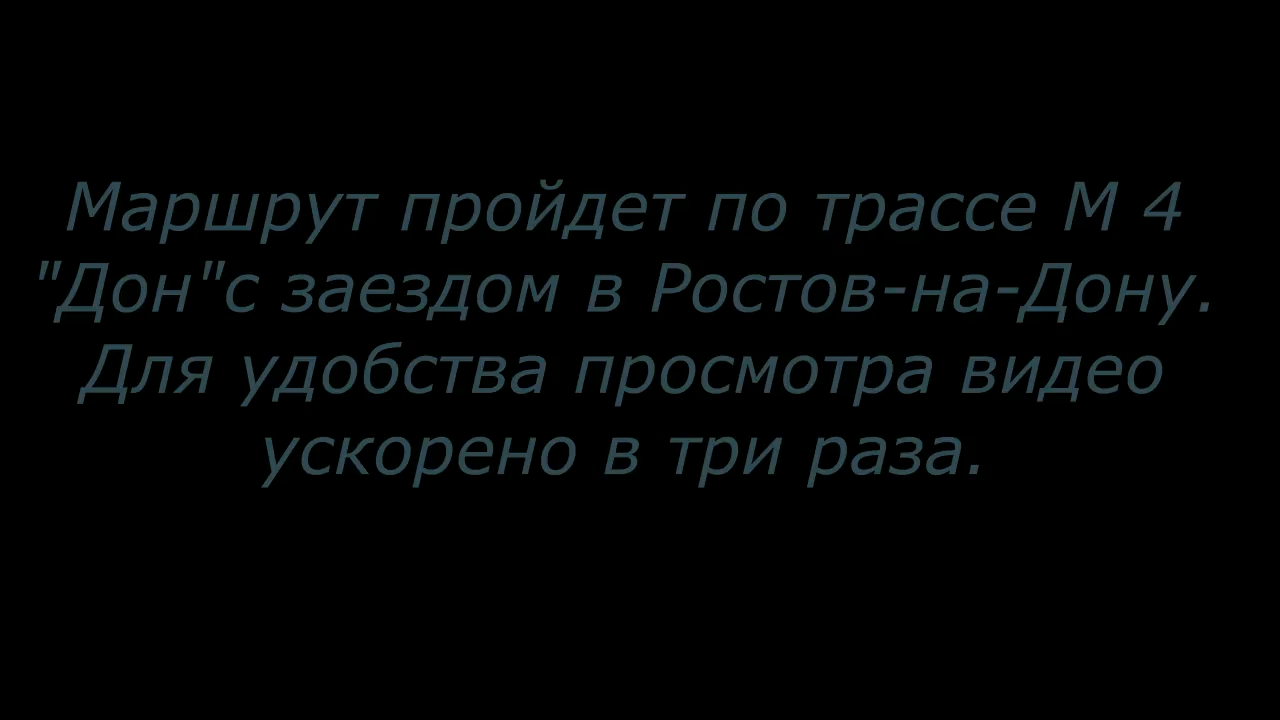 Маршрут пройдет по трассе М 4
"Дон"с заездом в Ростов-на-Дону.
Для удобства просмотра видео
ускорено в три раза.